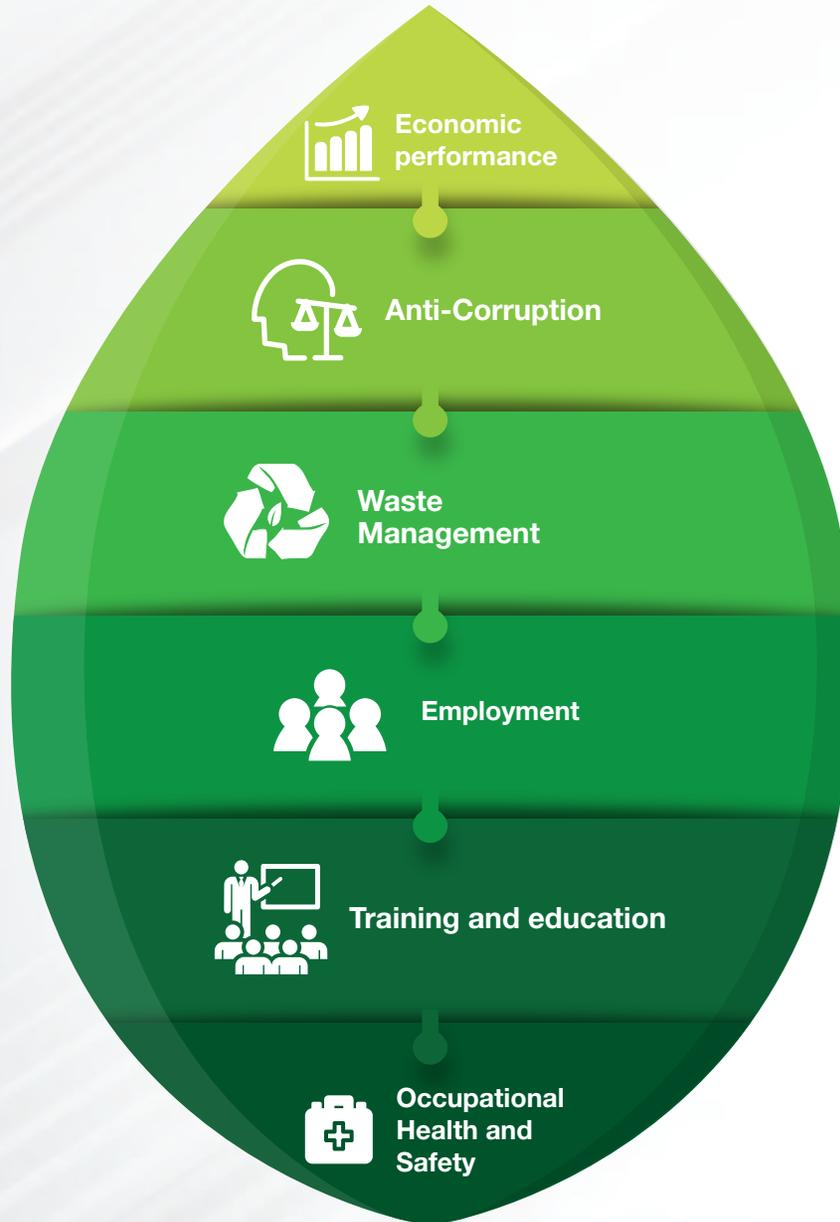 Economic
performance
Anti-Corruption
Waste
Management
Employment
Training and education
Occupational
Health and
Safety